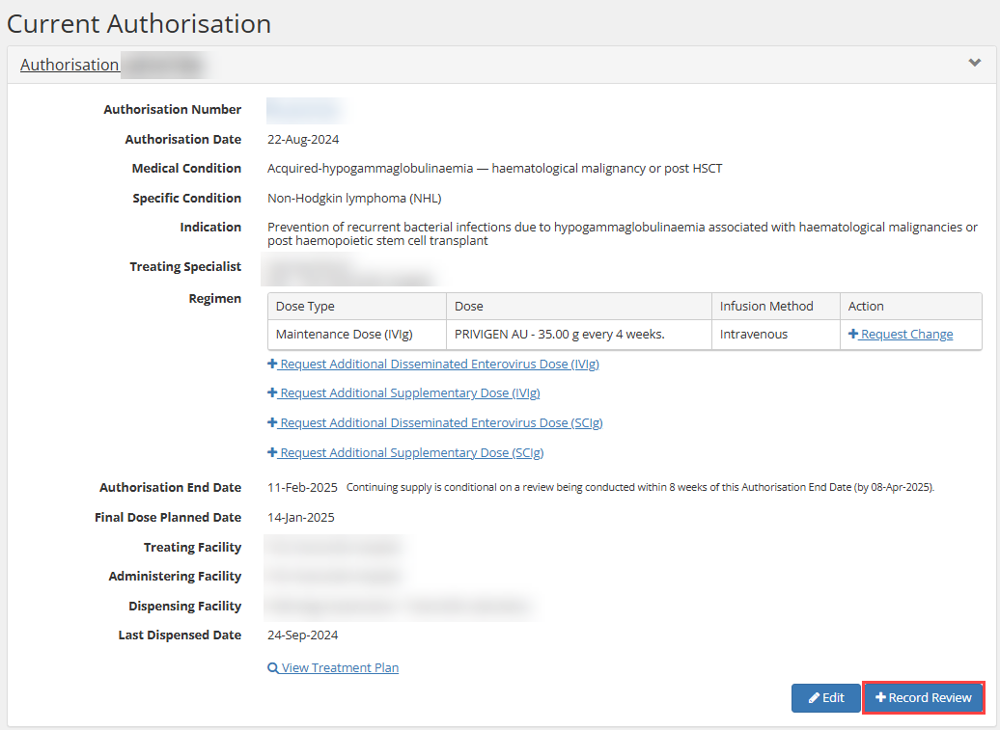 Current Authorisation
Authorisation
Authorisation Number
Authorisation Date 22-Aug-2024
Medical Condition Acquired-hypogammaglobulinaemia — haematological malignancy or post HSCT
Specific Condition Non-Hodgkin lymphoma (NHL)
Indication Prevention of recurrent bacterial infections due to hypogammaglobulinaemia associated with haematological malignancies or
post haemopoietic stem cell transplant
Treating Specialist
Regimen
Dose Type Dose Infusion Method Action
Maintenance Dose (IVIg) PRIVIGEN AU - 35.00 g every 4 weeks. Intravenous Request Change
Request Additional Disseminated Enterovirus Dose (IVIg)
Request Additional Supplementary Dose (IVIg)
Request Additional Disseminated Enterovirus Dose (SCIg)
Request Additional Supplementary Dose (SCIg)
Authorisation End Date 11-Feb-2025 Continuing supply is conditional on a review being conducted within 8 weeks of this Authorisation End Date (by 08-Apr-2025).
Final Dose Planned Date 14-Jan-2025
Treating Facility
Administering Facility
Dispensing Facility
Last Dispensed Date 24-Sep-2024
View Treatment Plan
Edit Record Review